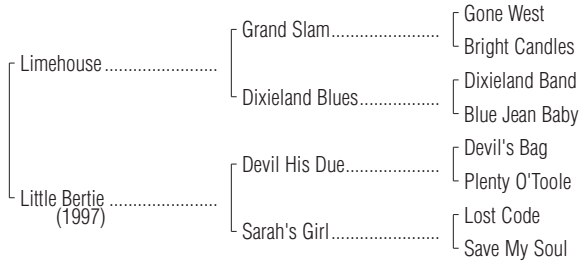 Gone West
Grand Slam..........................
Bright Candles
Limehouse ........................
Dixieland Band
Dixieland Blues...................
Blue Jean Baby
Devil's Bag
Devil His Due......................
Plenty O'Toole
Little Bertie .......................
(1997)
Lost Code
Sarah's Girl..........................
Save My Soul